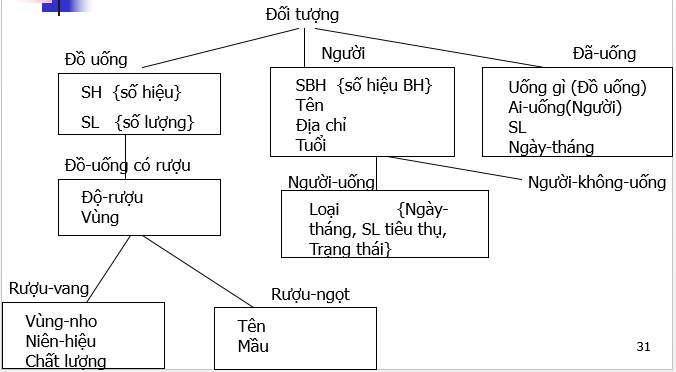 Đối tượng
Đồ uống
SH {số hiệu}
SL {số lượng}
Người
SBH {số hiệu BH}
Tên
Địa chỉ
Tuổi
Đã-uống
Uống gì (Đồ uống)
Ai-uống(Người)
SL
Ngày-tháng
Đồ-uống có rượu
Độ-rượu
Vùng
Người-uống
Loại {Ngày-
tháng, SL tiêu thụ,
Trạng thái}
Người-không-uống
Rượu-vang
Vùng-nho
Niên-hiệu
Chất lượng
Rượu-ngọt
Tên
Mầu
31